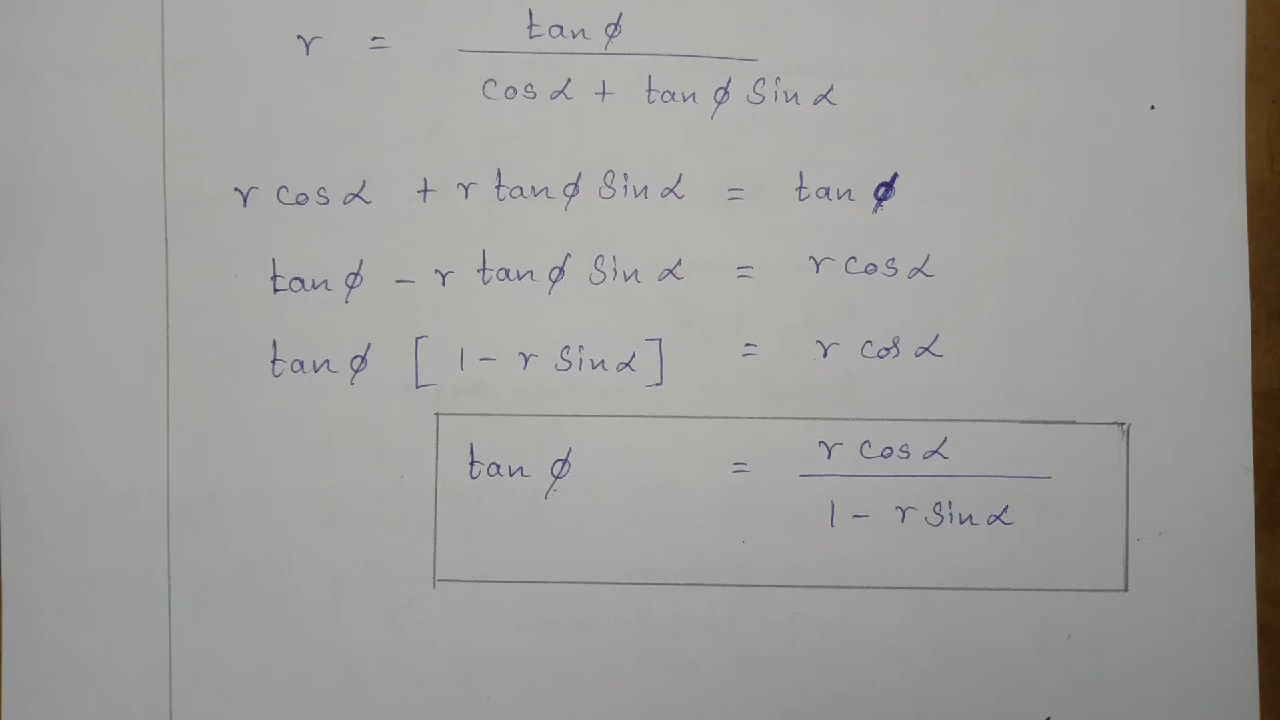 r = tan ϕ / cos α + tan ϕ Sin α
r cos α + r tan ϕ Sin α = tan ϕ
tan ϕ − r tan ϕ Sin α = r cos α
tan ϕ [ 1 − r Sin α ] = r cos α
tan ϕ = r cos α / 1 − r Sin α